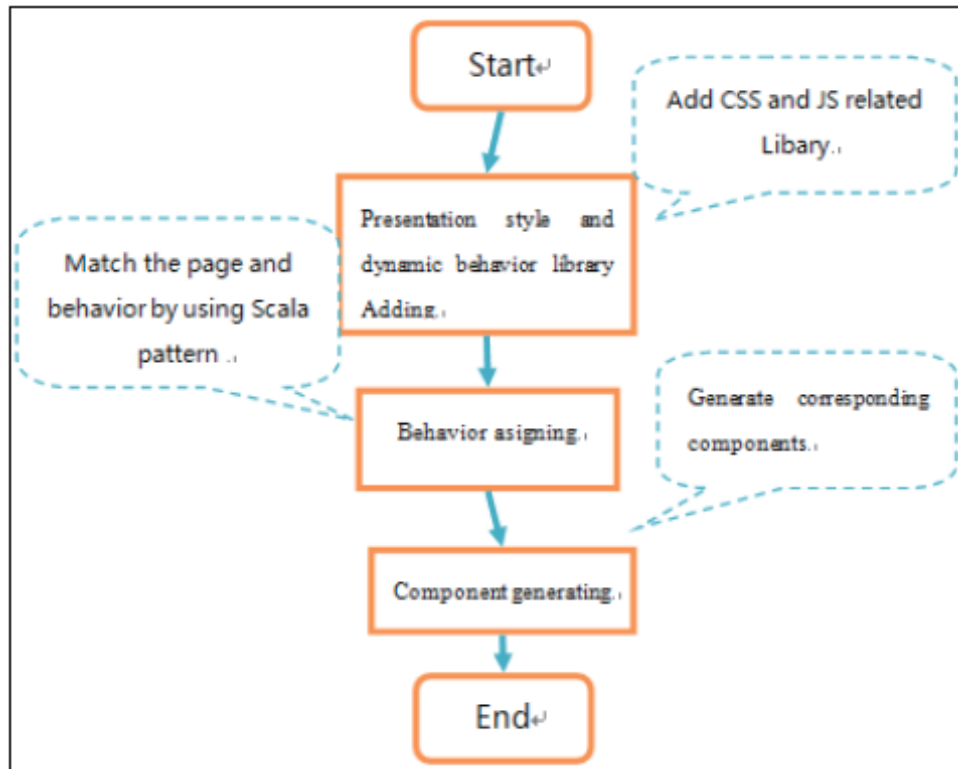 Start
Add CSS and JS related
Libary.
Presentation style and
dynamic behavior library
Adding.
Match the page and
behavior by using Scala
pattern .
Behavior asigning.
Generate corresponding
components.
Component generating.
End